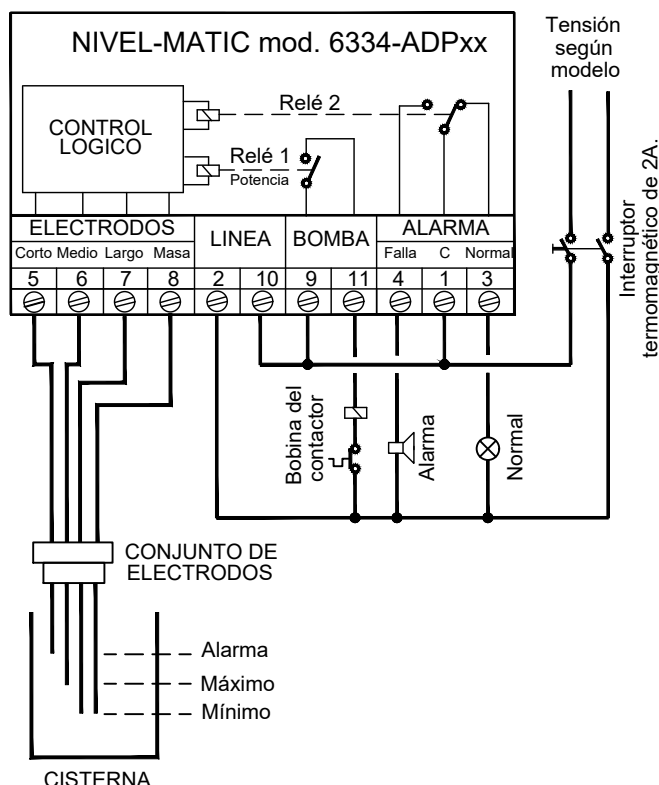 NIVEL-MATIC mod. 6334-ADPxx
Tensión
según
modelo
CONTROL
LOGICO
Relé 2
Relé 1
Potencia
Interruptor
termomagnético de 2A.
ELECTRODOS
LINEA
BOMBA
ALARMA
Corto Medio Largo Masa
Falla C Normal
5 6 7 8 2 10 9 11 4 1 3
Bobina del
contactor
Alarma
Normal
CONJUNTO DE
ELECTRODOS
Alarma
Máximo
Mínimo
CISTERNA